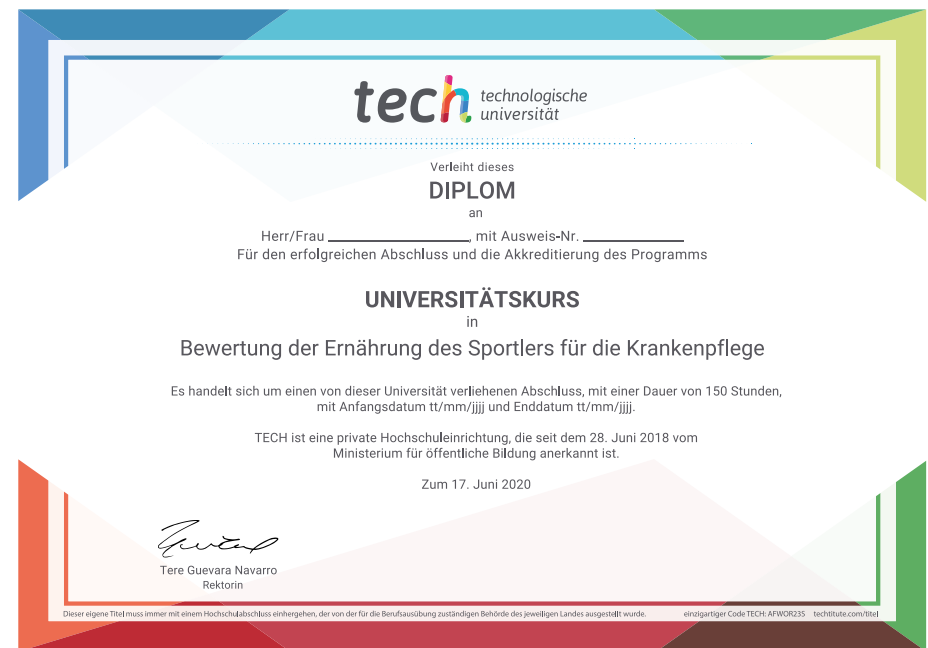 tech technologische
universität
Verleiht dieses
DIPLOM
an
Herr/Frau ____________________, mit Ausweis-Nr. ______________
Für den erfolgreichen Abschluss und die Akkreditierung des Programms
UNIVERSITÄTSKURS
in
Bewertung der Ernährung des Sportlers für die Krankenpflege
Es handelt sich um einen von dieser Universität verliehenen Abschluss, mit einer Dauer von 150 Stunden,
mit Anfangsdatum tt/mm/jjjj und Enddatum tt/mm/jjjj.
TECH ist eine private Hochschuleinrichtung, die seit dem 28. Juni 2018 vom
Ministerium für öffentliche Bildung anerkannt ist.
Zum 17. Juni 2020
Tere Guevara Navarro
Rektorin
Dieser eigene Titel muss immer mit einem Hochschulabschluss einhergehen, der von der für die Berufsausübung zuständigen Behörde des jeweiligen Landes ausgestellt wurde. einzigartiger Code TECH: AFWOR23S techtitute.com/titel